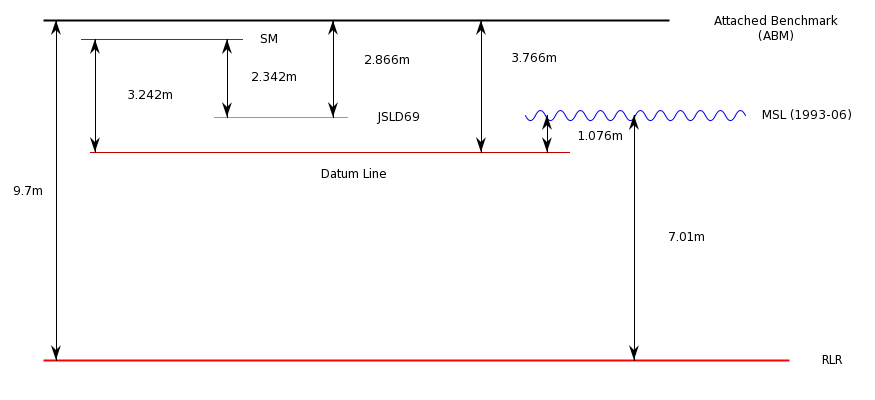 Attached Benchmark
(ABM)
SM
2.866m
3.766m
2.342m
3.242m
JSLD69
MSL (1993-06)
1.076m
Datum Line
9.7m
7.01m
RLR